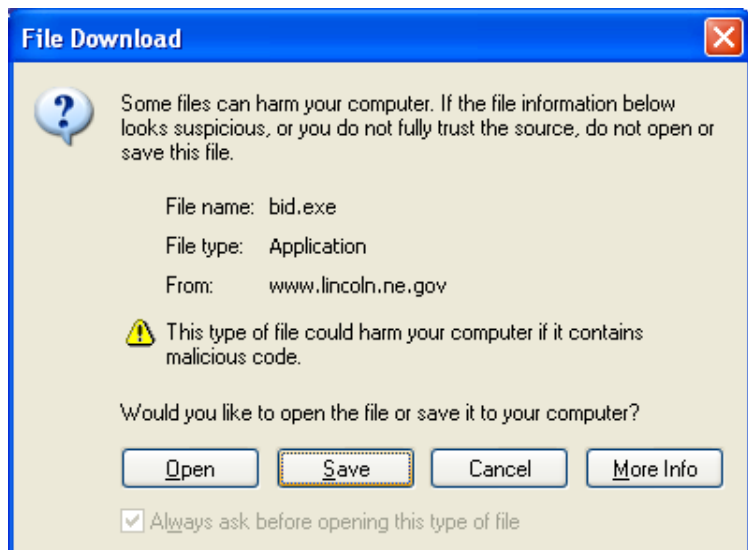 File Download
Some files can harm your computer. If the file information below
looks suspicious, or you do not fully trust the source, do not open or
save this file.
File name: bid.exe
File type: Application
From: www.lincoln.ne.gov
This type of file could harm your computer if it contains
malicious code.
Would you like to open the file or save it to your computer?
Open Save Cancel More Info
Always ask before opening this type of file